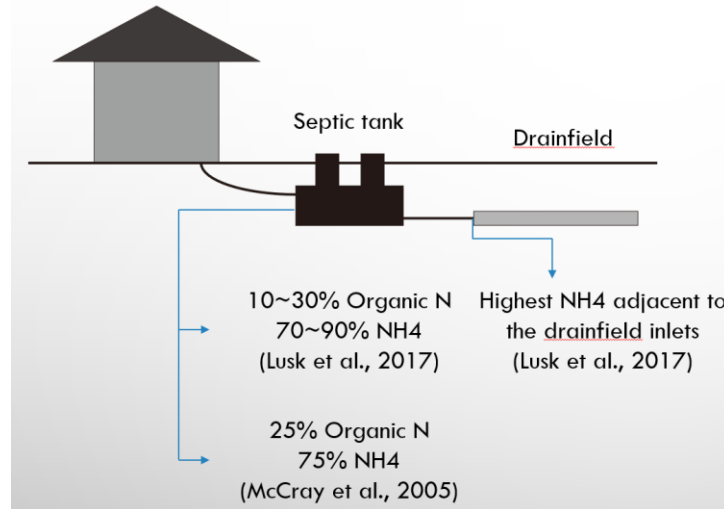 Septic tank
Drainfield
10~30% Organic N
70~90% NH4
(Lusk et al., 2017)
Highest NH4 adjacent to
the drainfield inlets
(Lusk et al., 2017)
25% Organic N
75% NH4
(McCray et al., 2005)